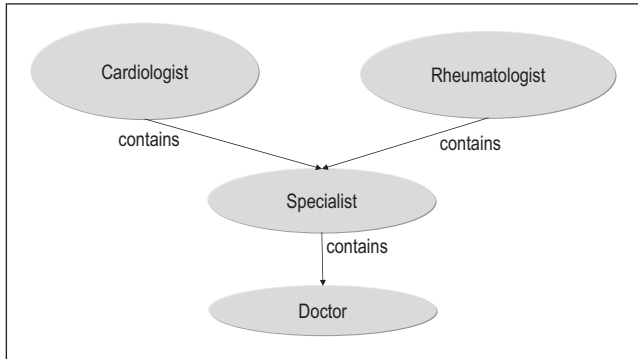 Cardiologist
Rheumatologist
contains
contains
Specialist
contains
Doctor